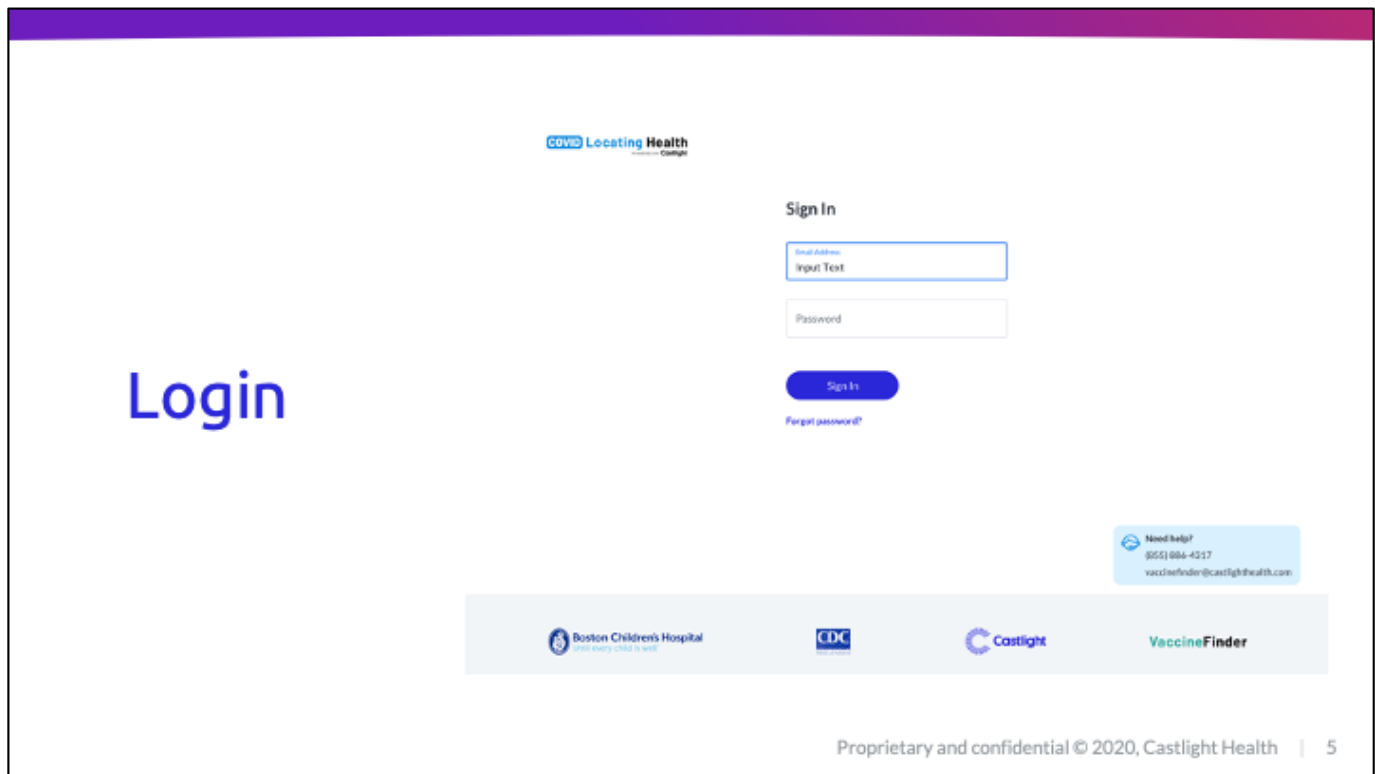 Login
COVID Locating Health
Castlight
Sign In
Email Address
Input Text
Password
Sign In
Forgot password?
Need help?
(855) 886-4317
vaccinefinder@castlighthealth.com
Boston Children's Hospital
Until every child is well
CDC
Castlight
VaccineFinder
Proprietary and confidential © 2020, Castlight Health | 5